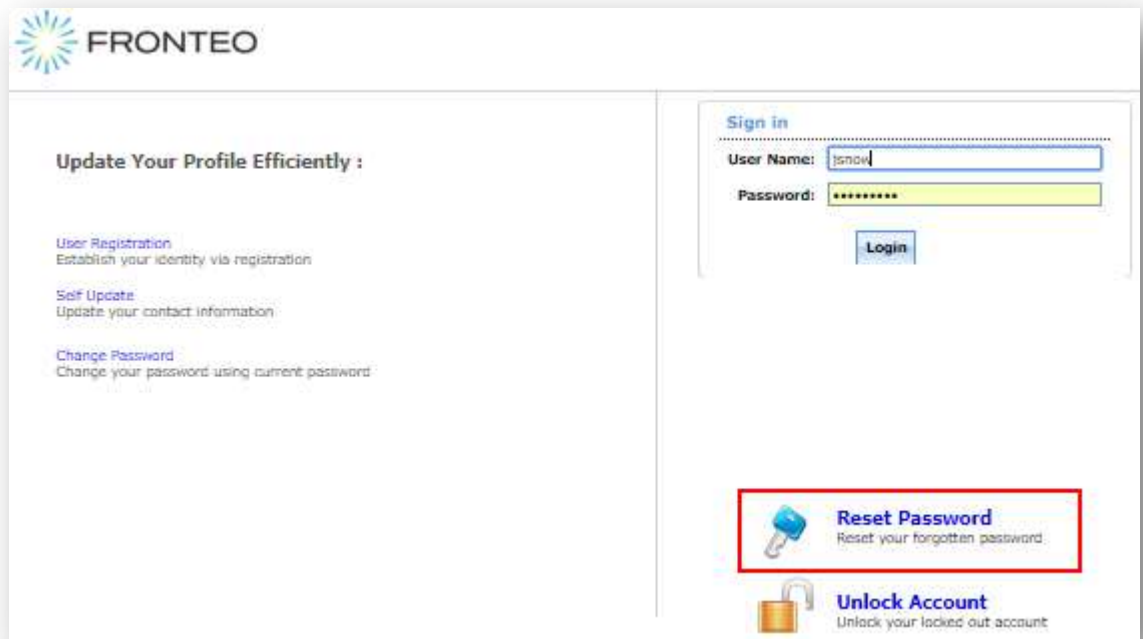 FRONTEO
Update Your Profile Efficiently :
User Registration
Establish your identity via registration
Self Update
Update your contact information
Change Password
Change your password using current password
Sign in
User Name: jsnow
Password: •••••••••
Login
Reset Password
Reset your forgotten password
Unlock Account
Unlock your locked out account